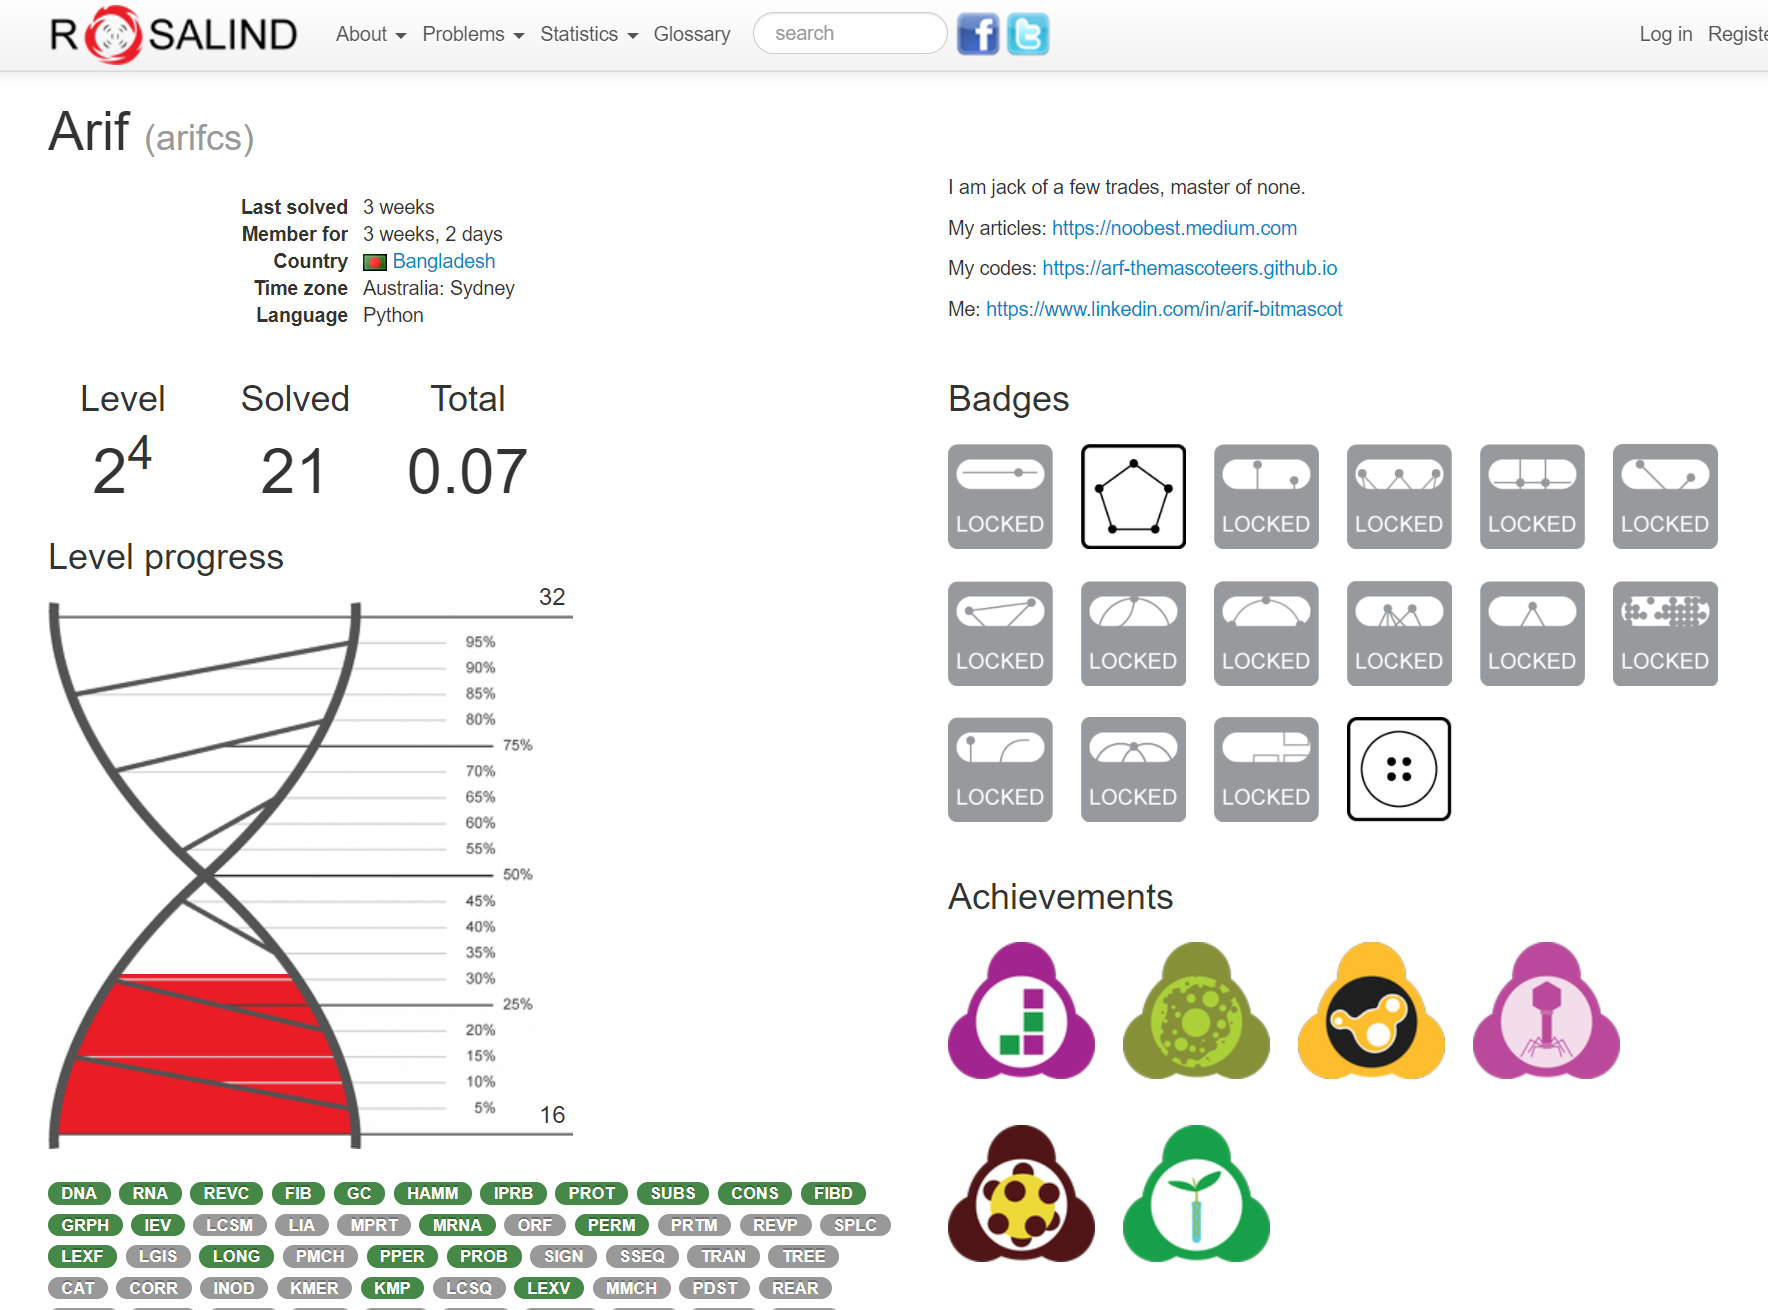 ROSALIND About Problems Statistics Glossary search Log in Registe
Arif (arifcs)
Last solved 3 weeks
Member for 3 weeks, 2 days
Country Bangladesh
Time zone Australia: Sydney
Language Python
I am jack of a few trades, master of none.
My articles: https://noobest.medium.com
My codes: https://arf-themascoteers.github.io
Me: https://www.linkedin.com/in/arif-bitmascot
Level Solved Total
2⁴ 21 0.07
Level progress
32
95%
90%
85%
80%
75%
70%
65%
60%
55%
50%
45%
40%
35%
30%
25%
20%
15%
10%
5%
16
DNA RNA REVC FIB GC HAMM IPRB PROT SUBS CONS FIBD
GRPH IEV LCSM LIA MPRT MRNA ORF PERM PRTM REVP SPLC
LEXF LGIS LONG PMCH PPER PROB SIGN SSEQ TRAN TREE
CAT CORR INOD KMER KMP LCSQ LEXV MMCH PDST REAR
Badges
LOCKED LOCKED LOCKED LOCKED LOCKED
LOCKED LOCKED LOCKED LOCKED LOCKED LOCKED
LOCKED LOCKED LOCKED
Achievements